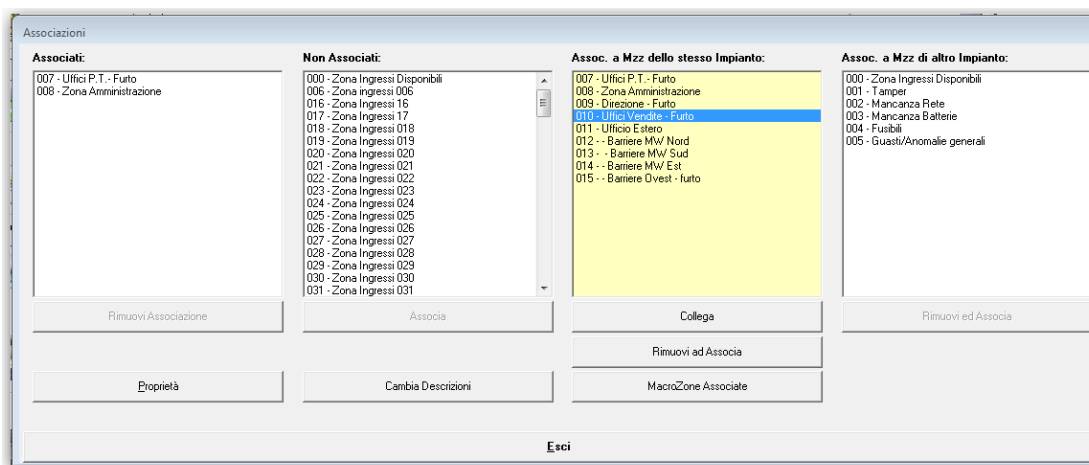 Associazioni
Associati:
007 - Uffici P.T.- Furto
008 - Zona Amministrazione
Non Associati:
000 - Zona Ingressi Disponibili
006 - Zona ingressi 006
016 - Zona Ingressi 16
017 - Zona Ingressi 17
018 - Zona Ingressi 018
019 - Zona Ingressi 019
020 - Zona Ingressi 020
021 - Zona Ingressi 021
022 - Zona Ingressi 022
023 - Zona Ingressi 023
024 - Zona Ingressi 024
025 - Zona Ingressi 025
026 - Zona Ingressi 026
027 - Zona Ingressi 027
028 - Zona Ingressi 028
029 - Zona Ingressi 029
030 - Zona Ingressi 030
031 - Zona Ingressi 031
Assoc. a Mzz dello stesso Impianto:
007 - Uffici P.T.- Furto
008 - Zona Amministrazione
009 - Direzione - Furto
010 - Uffici Vendite - Furto
011 - Ufficio Estero
012 - - Barriere MW Nord
013 - - Barriere MW Sud
014 - - Barriere MW Est
015 - - Barriere Ovest - furto
Assoc. a Mzz di altro Impianto:
000 - Zona Ingressi Disponibili
001 - Tamper
002 - Mancanza Rete
003 - Mancanza Batterie
004 - Fusibili
005 - Guasti/Anomalie generali
Rimuovi Associazione
Associa
Collega
Rimuovi ed Associa
Rimuovi ad Associa
Proprietà
Cambia Descrizioni
MacroZone Associate
Esci